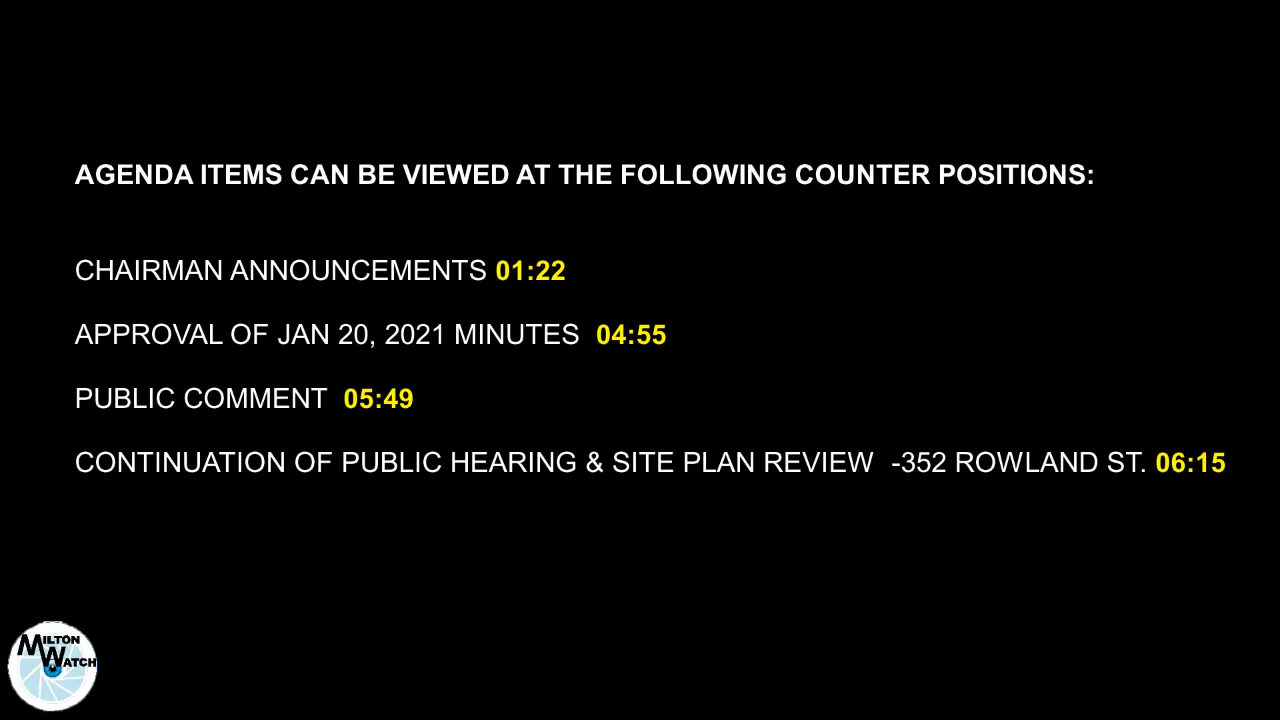 AGENDA ITEMS CAN BE VIEWED AT THE FOLLOWING COUNTER POSITIONS:
CHAIRMAN ANNOUNCEMENTS 01:22
APPROVAL OF JAN 20, 2021 MINUTES 04:55
PUBLIC COMMENT 05:49
CONTINUATION OF PUBLIC HEARING & SITE PLAN REVIEW -352 ROWLAND ST. 06:15
MILTON
WATCH